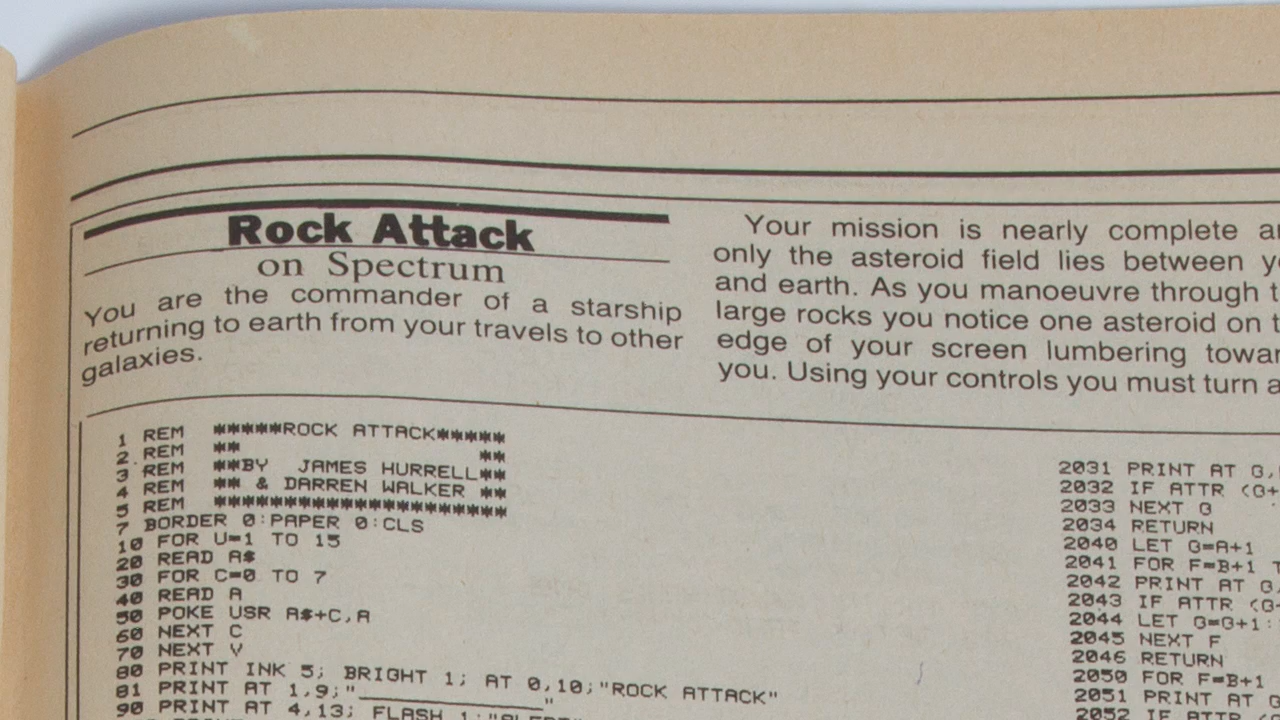 Rock Attack
on Spectrum
You are the commander of a starship
returning to earth from your travels to other
galaxies.
Your mission is nearly complete
only the asteroid field lies between
and earth. As you manoeuvre through
large rocks you notice one asteroid on
edge of your screen lumbering
you. Using your controls you must turn
1 REM *****ROCK ATTACK*****
2 REM ** **
3 REM **BY JAMES HURRELL**
4 REM ** & DARREN WALKER **
5 REM **********************
7 BORDER 0:PAPER 0:CLS
10 FOR U=1 TO 15
20 READ A$
30 FOR C=0 TO 7
40 READ A
50 POKE USR A$+C,A
60 NEXT C
70 NEXT V
80 PRINT INK 5; BRIGHT 1; AT 0,10;"ROCK ATTACK"
81 PRINT AT 1,9;"_____________"
90 PRINT AT 4,13; FLASH 1;"ALERT"
2031 PRINT AT G,
2032 IF ATTR (G+
2033 NEXT G
2034 RETURN
2040 LET G=A+1
2041 FOR F=B+1
2042 PRINT AT G,
2043 IF ATTR (G
2044 LET G=G+1:
2045 NEXT F
2046 RETURN
2050 FOR F=B+1
2051 PRINT AT G
2052 IF ATTR